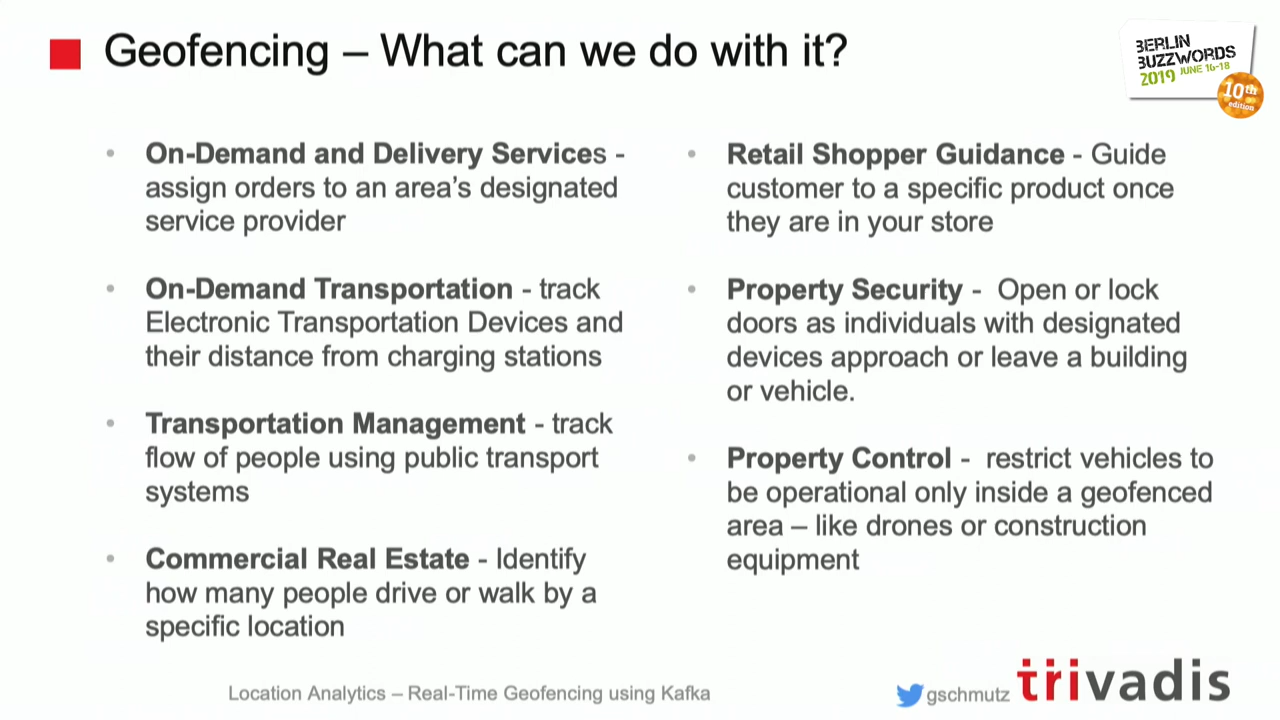 Geofencing – What can we do with it?
BERLIN
BUZZWORDS
2019 JUNE 16-18
10th
edition
• On-Demand and Delivery Services -
assign orders to an area’s designated
service provider
• On-Demand Transportation - track
Electronic Transportation Devices and
their distance from charging stations
• Transportation Management - track
flow of people using public transport
systems
• Commercial Real Estate - Identify
how many people drive or walk by a
specific location
• Retail Shopper Guidance - Guide
customer to a specific product once
they are in your store
• Property Security - Open or lock
doors as individuals with designated
devices approach or leave a building
or vehicle.
• Property Control - restrict vehicles to
be operational only inside a geofenced
area – like drones or construction
equipment
Location Analytics – Real-Time Geofencing using Kafka
gschmutz
trivadis